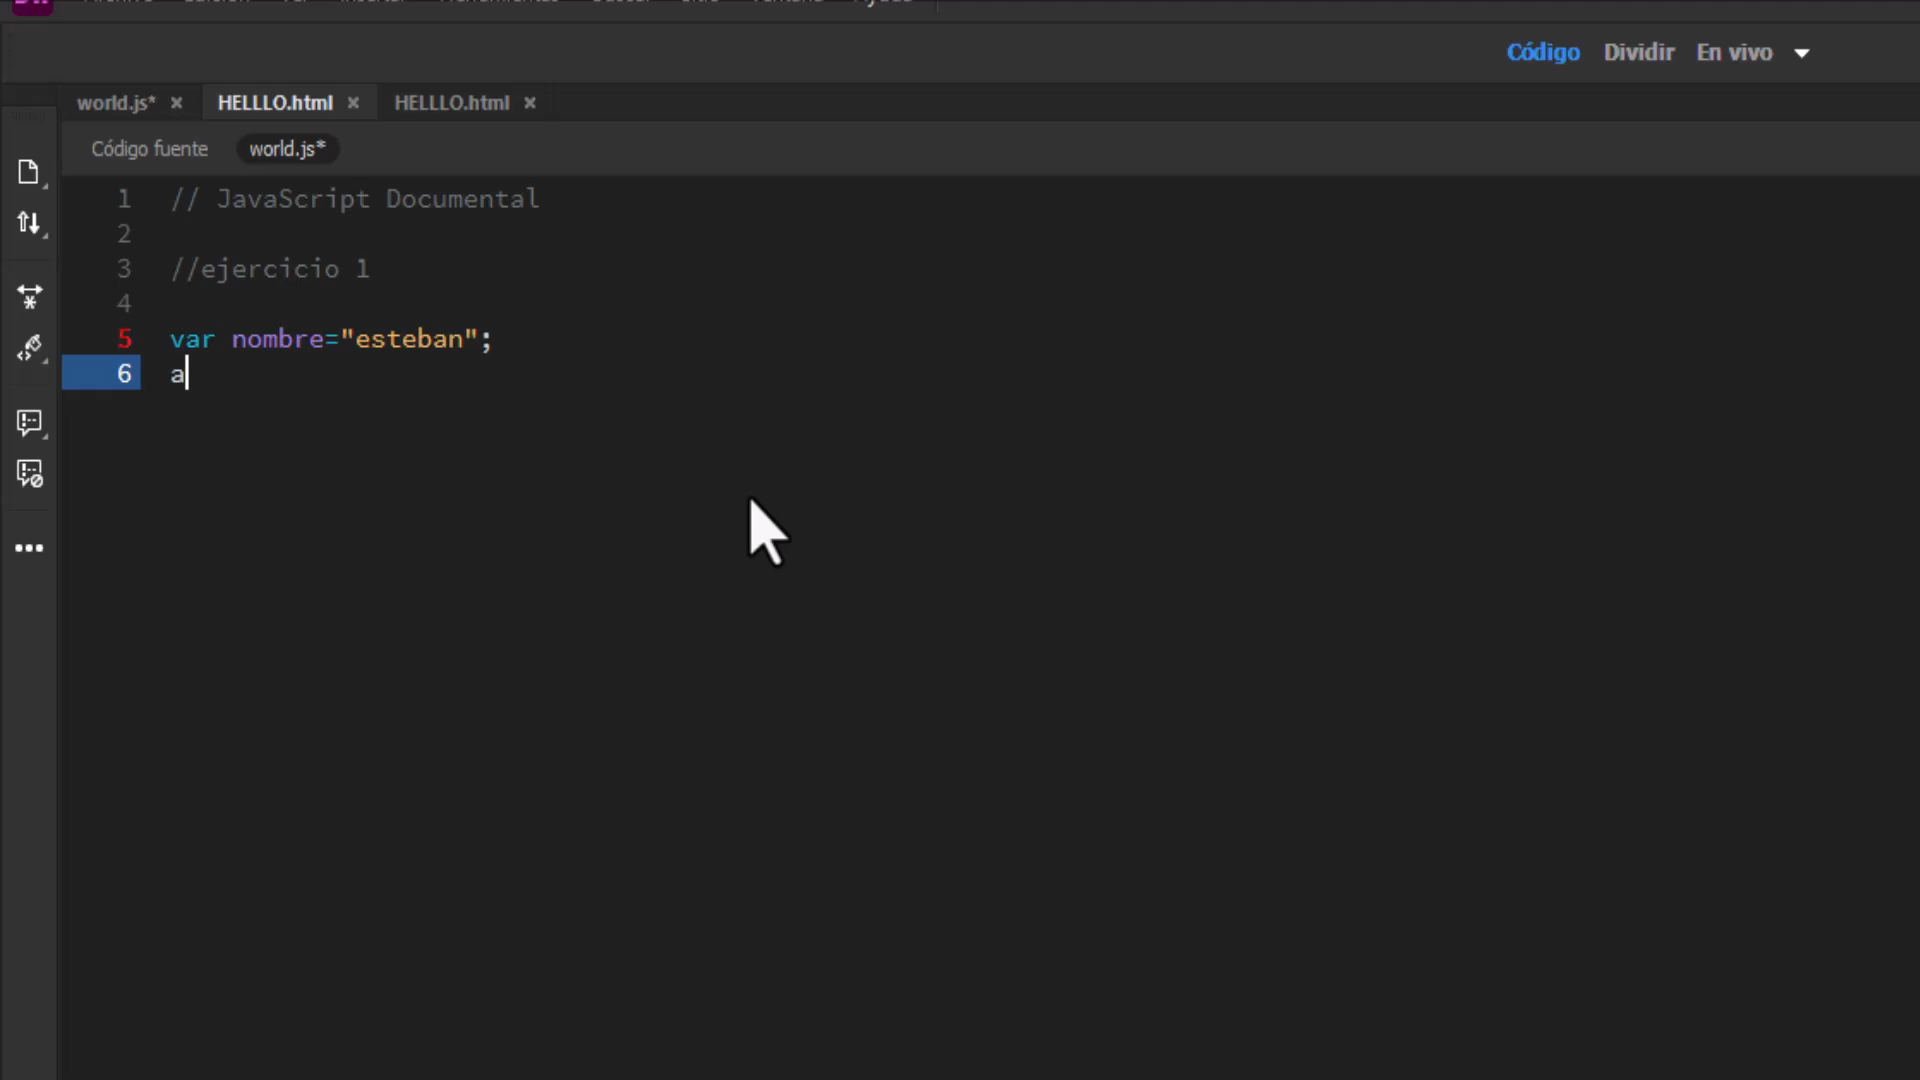 Código Dividir En vivo
world.js* × HELLLO.html × HELLLO.html ×
Código fuente world.js*
1 // JavaScript Documental
2
3 //ejercicio 1
4
5 var nombre="esteban";
6 a